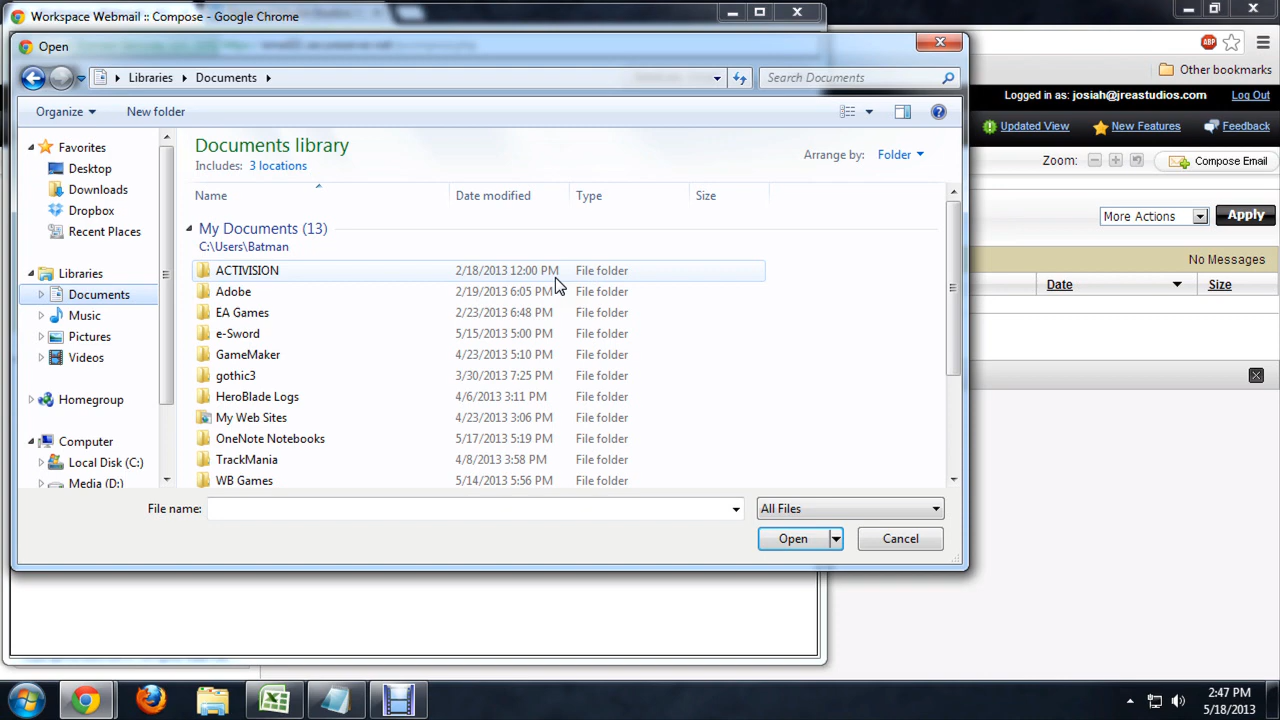 Workspace Webmail :: Compose - Google Chrome
Open
Libraries Documents
Search Documents
Organize New folder
Documents library
Includes: 3 locations
Arrange by: Folder
Name Date modified Type Size
My Documents (13)
C:\Users\Batman
ACTIVISION 2/18/2013 12:00 PM File folder
Adobe 2/19/2013 6:05 PM File folder
EA Games 2/23/2013 6:48 PM File folder
e-Sword 5/15/2013 5:00 PM File folder
GameMaker 4/23/2013 5:10 PM File folder
gothic3 3/30/2013 7:25 PM File folder
HeroBlade Logs 4/6/2013 3:11 PM File folder
My Web Sites 4/23/2013 3:06 PM File folder
OneNote Notebooks 5/17/2013 5:19 PM File folder
TrackMania 4/8/2013 3:58 PM File folder
WB Games 5/14/2013 5:56 PM File folder
Favorites
Desktop
Downloads
Dropbox
Recent Places
Libraries
Documents
Music
Pictures
Videos
Homegroup
Computer
Local Disk (C:)
Media (D:)
File name:
All Files
Open
Cancel
ABP
Other bookmarks
Logged in as: josiah@jreastudios.com Log Out
Updated View New Features Feedback
Zoom: Compose Email
More Actions Apply
No Messages
Date Size
2:47 PM
5/18/2013